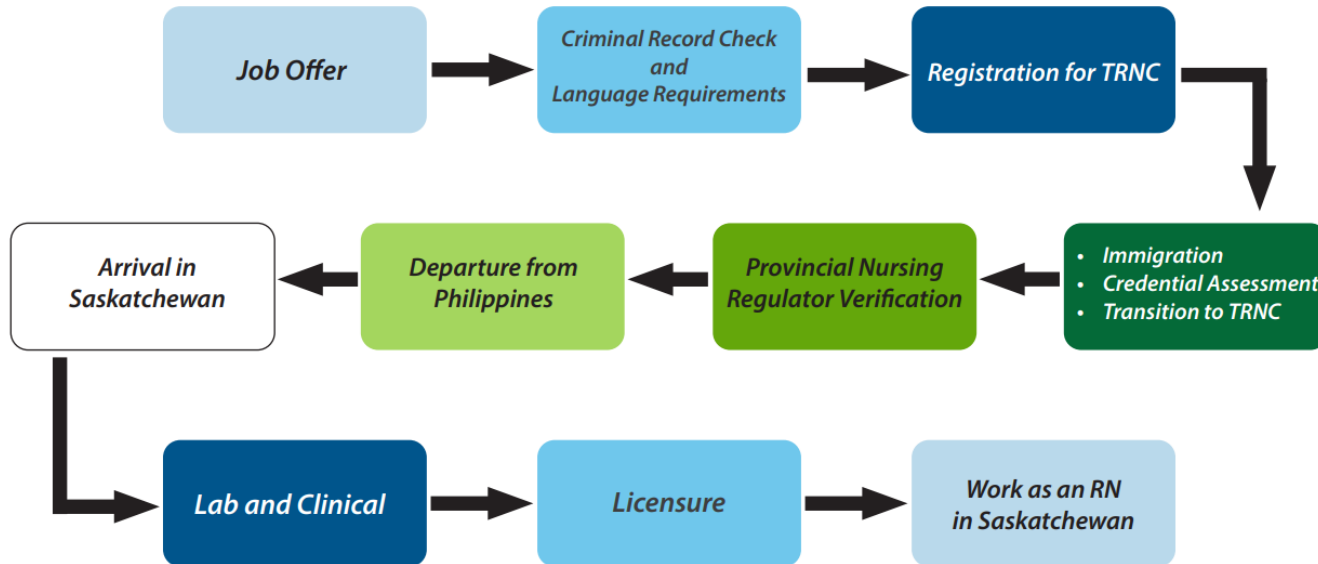 Job Offer
Criminal Record Check
and
Language Requirements
Registration for TRNC
• Immigration
• Credential Assessment
• Transition to TRNC
Provincial Nursing
Regulator Verification
Departure from
Philippines
Arrival in
Saskatchewan
Lab and Clinical
Licensure
Work as an RN
in Saskatchewan